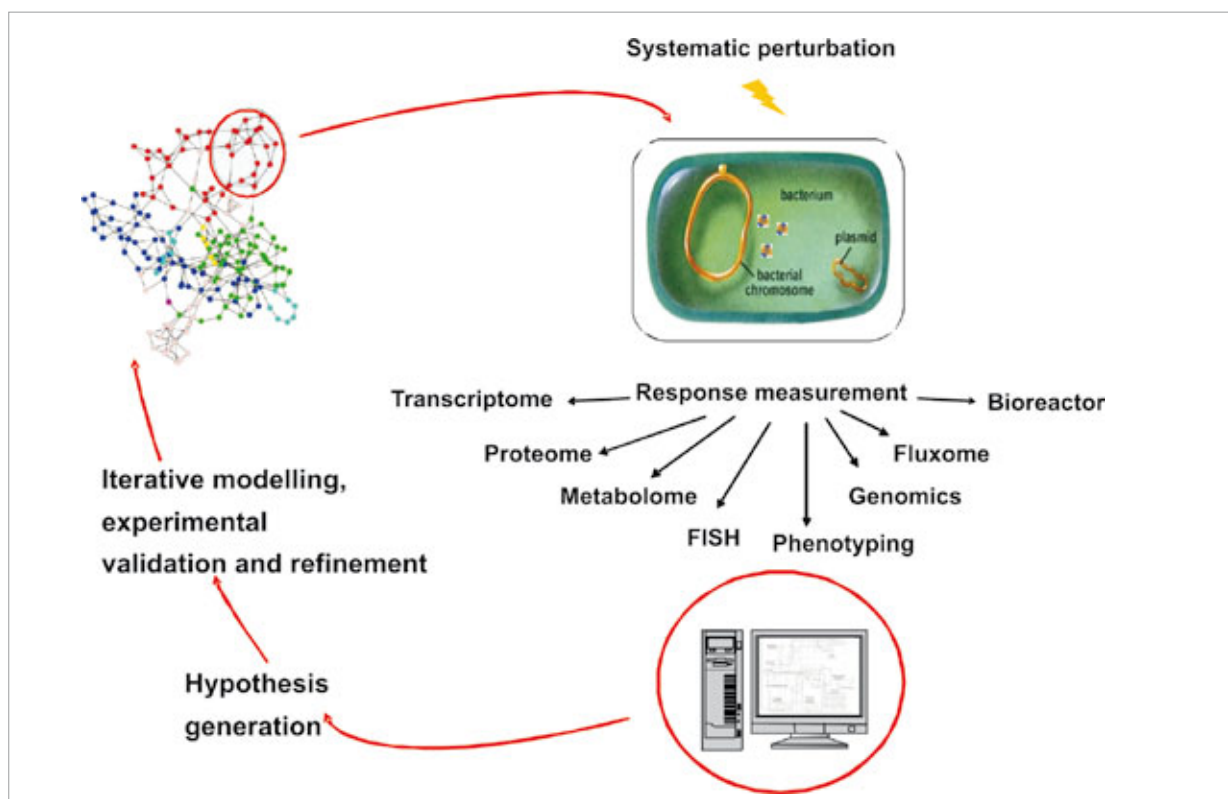 Systematic perturbation
bacterium
plasmid
bacterial
chromosome
Response measurement
Transcriptome
Bioreactor
Proteome
Fluxome
Metabolome
Genomics
FISH
Phenotyping
Iterative modelling,
experimental
validation and refinement
Hypothesis
generation